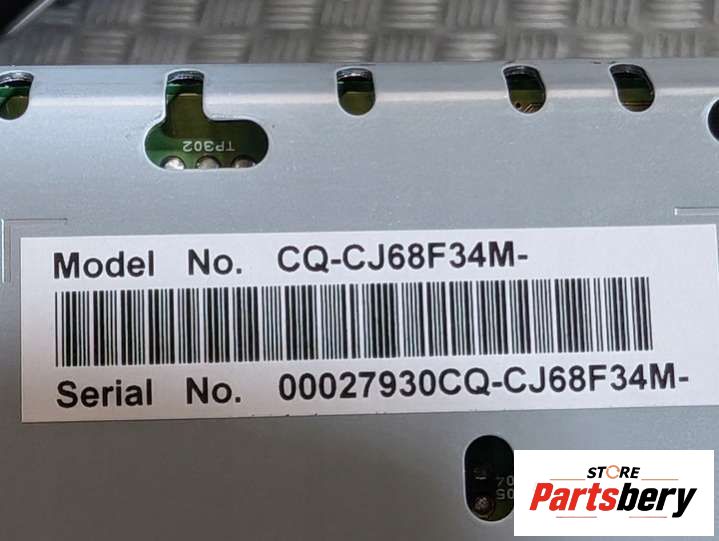 TP302
Model No. CQ-CJ68F34M-
Serial No. 00027930CQ-CJ68F34M-
STORE
Partsbery